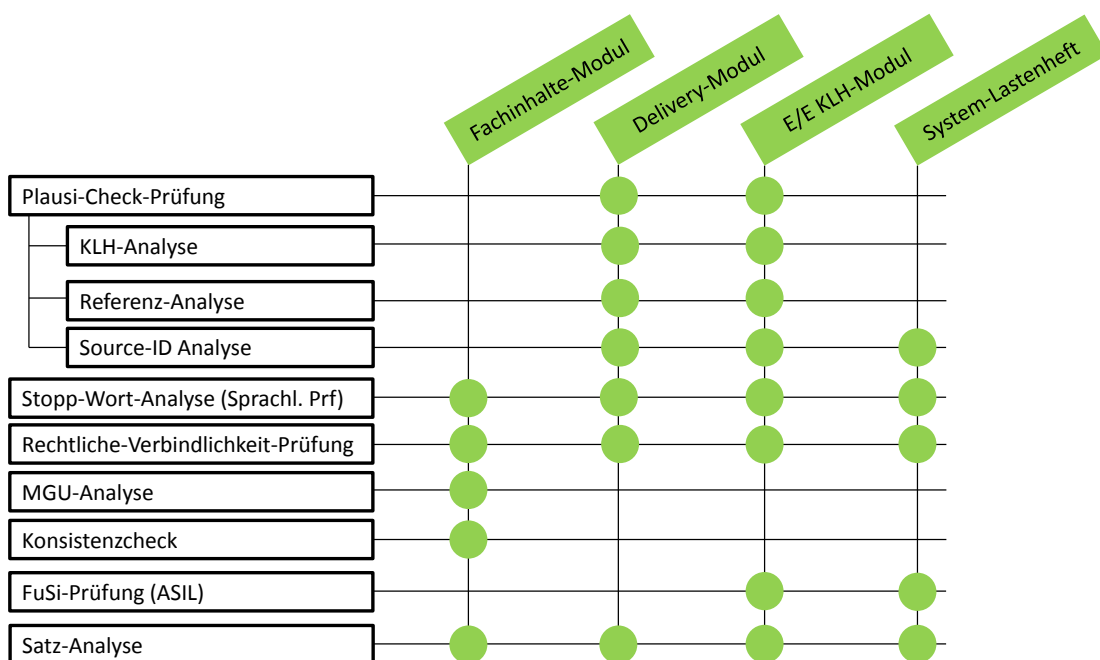 Fachinhalte-Modul
Delivery-Modul
E/E KLH-Modul
System-Lastenheft
Plausi-Check-Prüfung
KLH-Analyse
Referenz-Analyse
Source-ID Analyse
Stopp-Wort-Analyse (Sprachl. Prf)
Rechtliche-Verbindlichkeit-Prüfung
MGU-Analyse
Konsistenzcheck
FuSi-Prüfung (ASIL)
Satz-Analyse